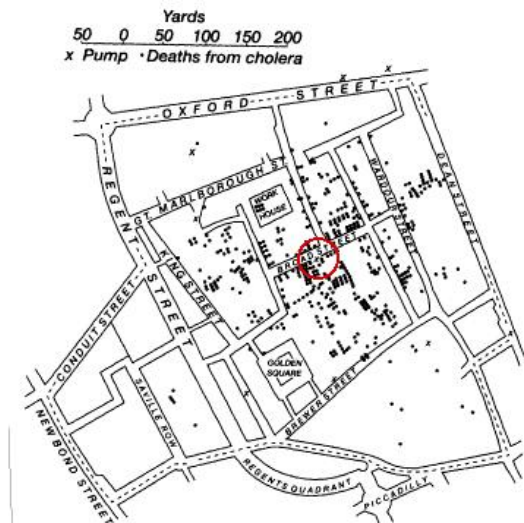 Yards
50 0 50 100 150 200
x Pump • Deaths from cholera
OXFORD STREET
REGENT STREET
GT. MARLBOROUGH ST
WORK HOUSE
WARDOUR STREET
DEAN STREET
BROAD STREET
KING STREET
CONDUIT STREET
GOLDEN SQUARE
SAVILLE ROW
BREWER STREET
NEW BOND STREET
REGENTS QUADRANT
PICCADILLY